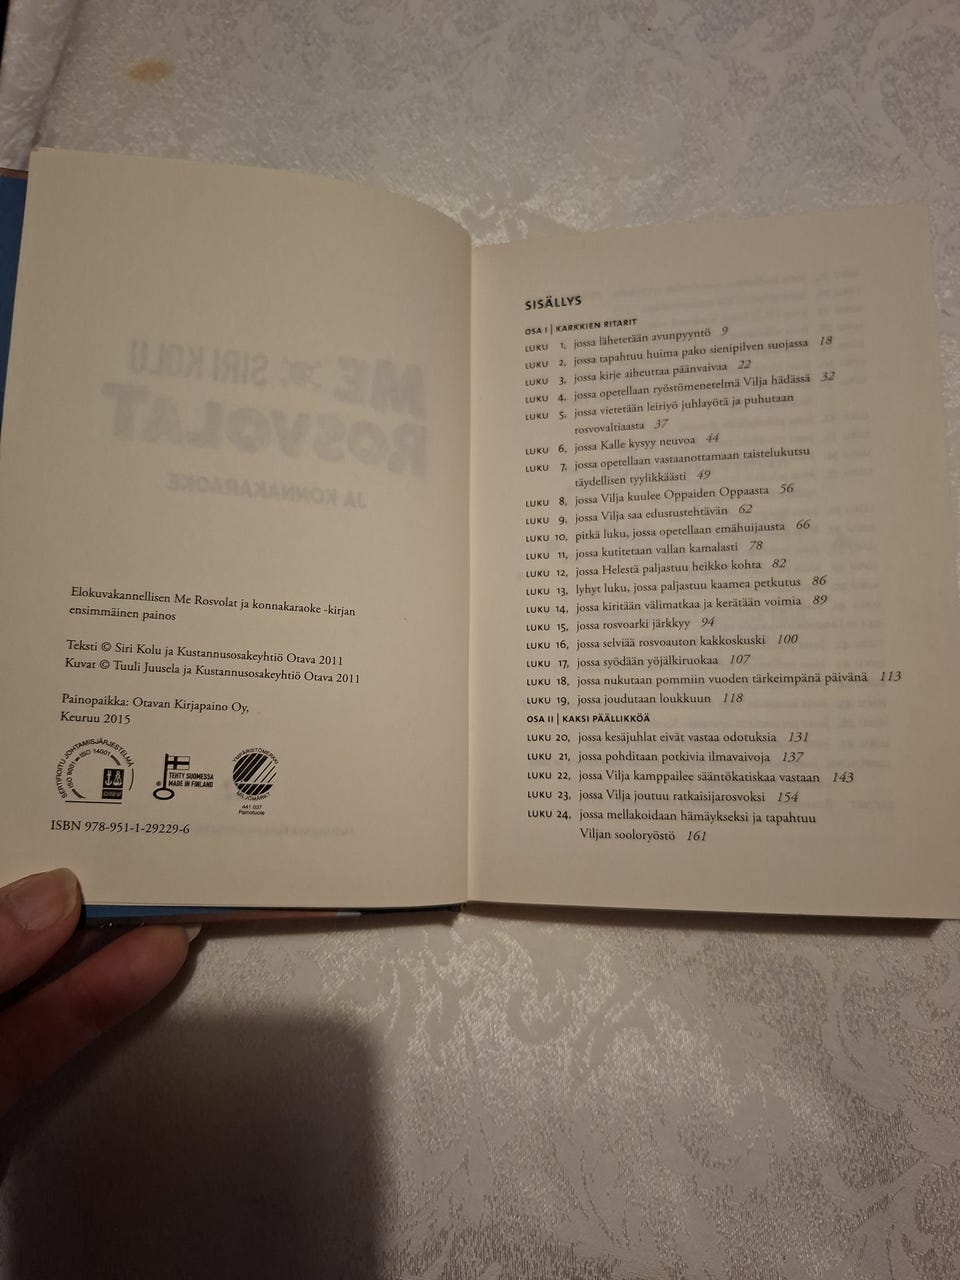 Elokuvakannellisen Me Rosvolat ja konnakaraoke -kirjan
ensimmäinen painos
Teksti © Siri Kolu ja Kustannusosakeyhtiö Otava 2011
Kuvat © Tuuli Juusela ja Kustannusosakeyhtiö Otava 2011
Painopaikka: Otavan Kirjapaino Oy,
Keuruu 2015
SERTIFIOITU JOHTAMISJÄRJESTELMÄ
ISO 9001 ISO 14001
TEHTY SUOMESSA
MADE IN FINLAND
YMPÄRISTÖMERKKI
MILJÖMÄRKT
441 037
Painotuote
ISBN 978-951-1-29229-6
SISÄLLYS
OSA I | KARKKIEN RITARIT
LUKU 1, jossa lähetetään avunpyyntö 9
LUKU 2, jossa tapahtuu huima pako sienipilven suojassa 18
LUKU 3, jossa kirje aiheuttaa päänvaivaa 22
LUKU 4, jossa opetellaan ryöstömenetelmä Vilja hädässä 32
LUKU 5, jossa vietetään leiriyö juhlayötä ja puhutaan
rosvovaltiaasta 37
LUKU 6, jossa Kalle kysyy neuvoa 44
LUKU 7, jossa opetellaan vastaanottamaan taistelukutsu
täydellisen tyylikkäästi 49
LUKU 8, jossa Vilja kuulee Oppaiden Oppaasta 56
LUKU 9, jossa Vilja saa edustustehtävän 62
LUKU 10, pitkä luku, jossa opetellaan emähuijausta 66
LUKU 11, jossa kutitetaan vallan kamalasti 78
LUKU 12, jossa Helestä paljastuu heikko kohta 82
LUKU 13, lyhyt luku, jossa paljastuu kaamea petkutus 86
LUKU 14, jossa kiritään välimatkaa ja kerätään voimia 89
LUKU 15, jossa rosvoarki järkkyy 94
LUKU 16, jossa selviää rosvoauton kakkoskuski 100
LUKU 17, jossa syödään yöjälkiruokaa 107
LUKU 18, jossa nukutaan pommiin vuoden tärkeimpänä päivänä 113
LUKU 19, jossa joudutaan loukkuun 118
OSA II | KAKSI PÄÄLLIKKÖÄ
LUKU 20, jossa kesäjuhlat eivät vastaa odotuksia 131
LUKU 21, jossa pohditaan potkivia ilmavaivoja 137
LUKU 22, jossa Vilja kamppailee sääntökatiskaa vastaan 143
LUKU 23, jossa Vilja joutuu ratkaisijarosvoksi 154
LUKU 24, jossa mellakoidaan hämäykseksi ja tapahtuu
Viljan sooloryöstö 161